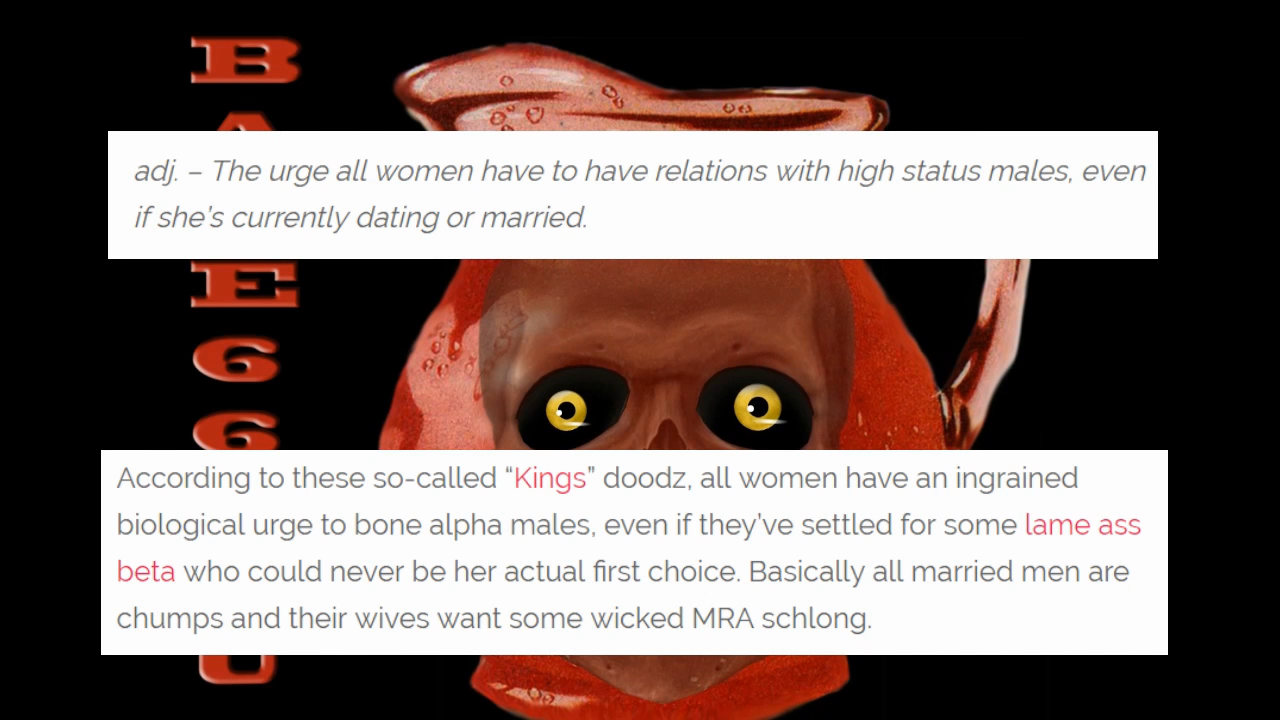 B
adj. – The urge all women have to have relations with high status males, even
if she’s currently dating or married.
E
6
6
According to these so-called “Kings” doodz, all women have an ingrained
biological urge to bone alpha males, even if they’ve settled for some lame ass
beta who could never be her actual first choice. Basically all married men are
chumps and their wives want some wicked MRA schlong.
U